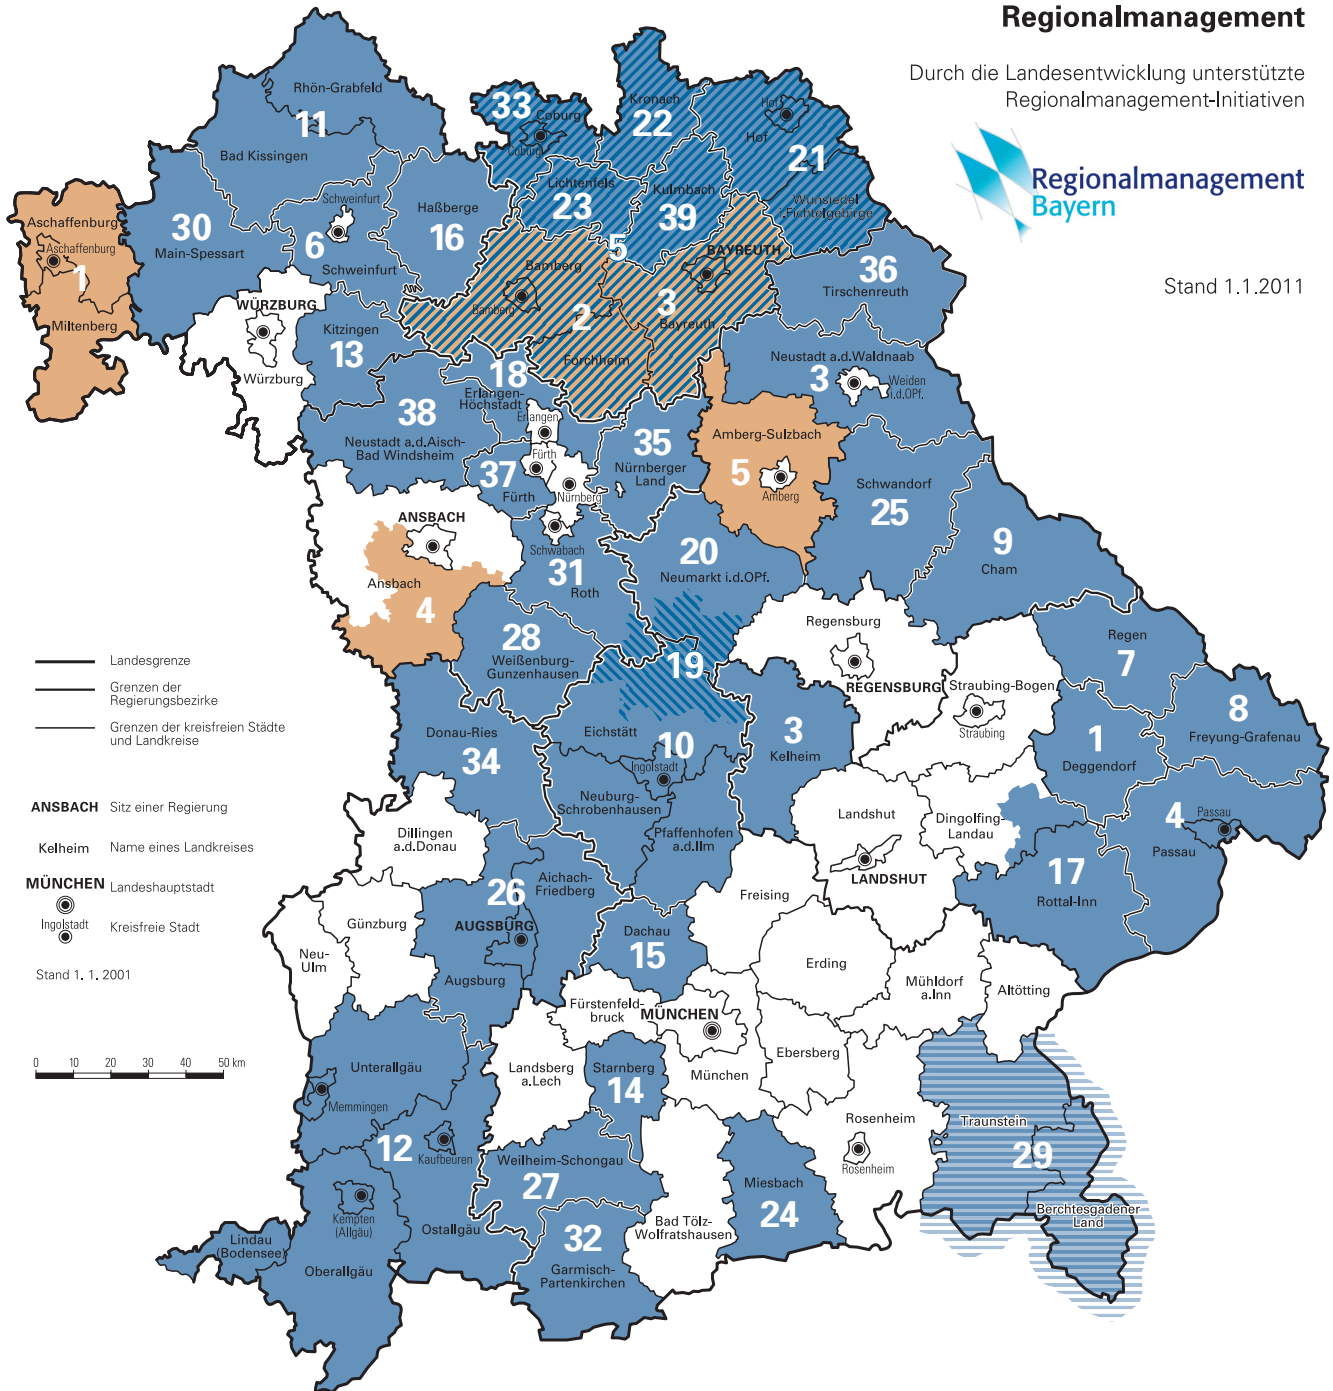 Regionalmanagement
Durch die Landesentwicklung unterstützte
Regionalmanagement-Initiativen
Regionalmanagement
Bayern
Stand 1.1.2011
Rhön-Grabfeld
11
Bad Kissingen
33
Coburg
Coburg
Kronach
22
Hof
Hof
21
Wunsiedel
i.Fichtelgebirge
Aschaffenburg
Aschaffenburg
1
Miltenberg
30
Main-Spessart
Schweinfurt
6
Schweinfurt
Haßberge
16
Lichtenfels
23
Kulmbach
39
5
BAYREUTH
3
Bayreuth
Bamberg
Bamberg
2
Forchheim
36
Tirschenreuth
WÜRZBURG
Würzburg
Kitzingen
13
18
Erlangen-
Höchstadt
Erlangen
Neustadt a.d.Waldnaab
3
Weiden
i.d.OPf.
38
Neustadt a.d.Aisch-
Bad Windsheim
37
Fürth
Fürth
Nürnberg
35
Nürnberger
Land
Amberg-Sulzbach
5
Amberg
Schwandorf
25
ANSBACH
Ansbach
4
Schwabach
31
Roth
20
Neumarkt i.d.OPf.
9
Cham
28
Weißenburg-
Gunzenhausen
19
Regensburg
REGENSBURG
Straubing-Bogen
Straubing
Regen
7
8
Freyung-Grafenau
1
Deggendorf
Landesgrenze
Grenzen der
Regierungsbezirke
Grenzen der kreisfreien Städte
und Landkreise
Donau-Ries
34
Eichstätt
10
Ingolstadt
Neuburg-
Schrobenhausen
Pfaffenhofen
a.d.Ilm
3
Kelheim
ANSBACH Sitz einer Regierung
Kelheim Name eines Landkreises
MÜNCHEN Landeshauptstadt
Ingolstadt Kreisfreie Stadt
Stand 1. 1. 2001
0 10 20 30 40 50 km
Dillingen
a.d.Donau
Landshut
LANDSHUT
Dingolfing-
Landau
4
Passau
Passau
17
Rottal-Inn
Günzburg
Neu-
Ulm
26
AUGSBURG
Augsburg
Aichach-
Friedberg
Freising
Dachau
15
Erding
Mühldorf
a.Inn
Altötting
Fürstenfeld-
bruck
MÜNCHEN
München
Ebersberg
Landsberg
a.Lech
Starnberg
14
Unterallgäu
Memmingen
12
Kaufbeuren
Weilheim-Schongau
27
Rosenheim
Rosenheim
Traunstein
29
Berchtesgadener
Land
Miesbach
24
Bad Tölz-
Wolfratshausen
32
Garmisch-
Partenkirchen
Kempten
(Allgäu)
Ostallgäu
Oberallgäu
Lindau
(Bodensee)